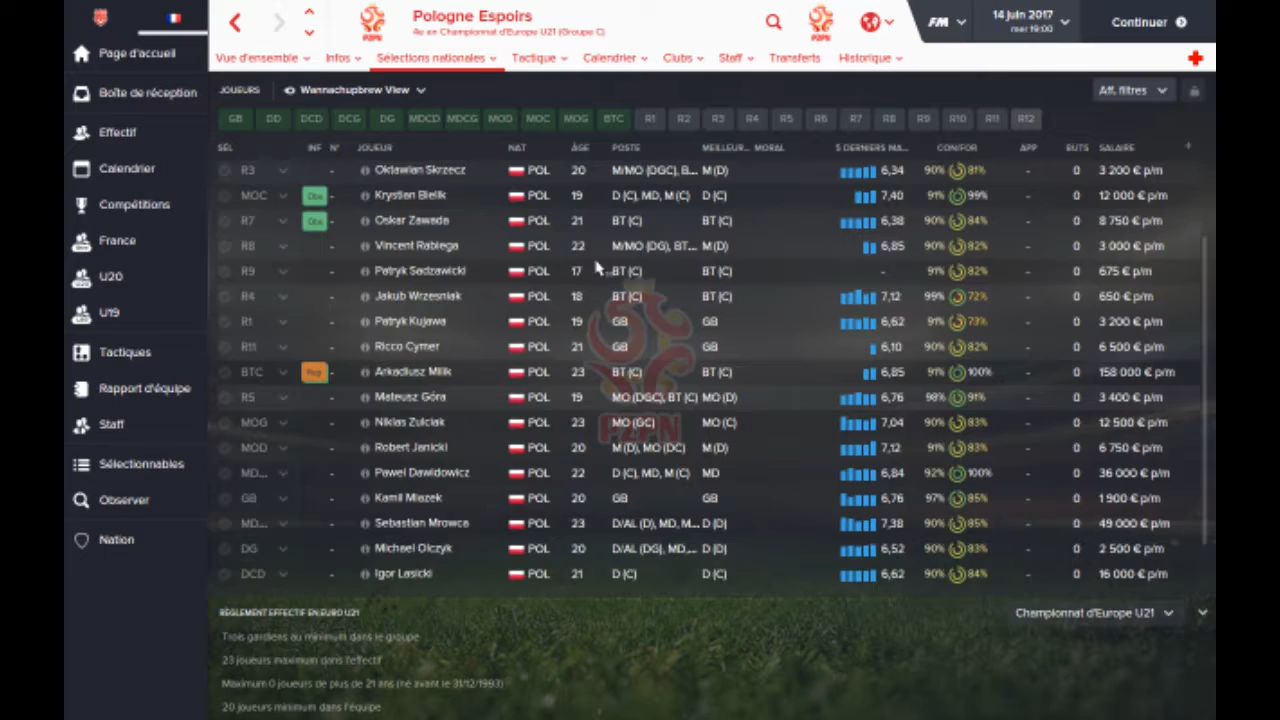 Pologne Espoirs
4e en Championnat d'Europe U21 (Groupe C)
FM
14 juin 2017
mer 19:00
Continuer
Page d'accueil
Boîte de réception
Effectif
Calendrier
Compétitions
France
U20
U19
Tactiques
Rapport d'équipe
Staff
Sélectionnables
Observer
Nation
Vue d'ensemble Infos Sélections nationales Tactique Calendrier Clubs Staff Transferts Historique
JOUEURS Wannachupbrew View Aff. filtres
GB DD DCD DCG DG MDCD MDCG MOD MOC MOG BTC R1 R2 R3 R4 R5 R6 R7 R8 R9 R10 R11 R12
SÉL INF N° JOUEUR NAT ÂGE POSTE MEILLEUR... MORAL 5 DERNIERS MA... CON/FOR APP BUTS SALAIRE
R3 Oktawian Skrzecz POL 20 M/MO (DGC), B... M (D) 6,34 90% 81% - 0 3 200 € p/m
MOC Obs - Krystian Bielik POL 19 D (C), MD, M (C) D (C) 7,40 91% 99% - 0 12 000 € p/m
R7 Obs - Oskar Zawada POL 21 BT (C) BT (C) 6,38 90% 84% - 0 8 750 € p/m
R8 - Vincent Rabiega POL 22 M/MO (DG), BT... M (D) 6,85 90% 82% - 0 3 000 € p/m
R9 - Patryk Sadzawicki POL 17 BT (C) BT (C) - 91% 82% - 0 675 € p/m
R4 - Jakub Wrzesniak POL 18 BT (C) BT (C) 7,12 99% 72% - 0 650 € p/m
R1 - Patryk Kujawa POL 19 GB GB 6,62 91% 73% - 0 3 200 € p/m
R11 - Ricco Cymer POL 21 GB GB 6,10 90% 82% - 0 6 500 € p/m
BTC - Arkadiusz Milik POL 23 BT (C) BT (C) 6,85 91% 100% - 0 158 000 € p/m
R5 - Mateusz Góra POL 19 MO (DGC), BT (C) MO (D) 6,76 98% 91% - 0 3 400 € p/m
MOG - Niklas Zulciak POL 23 MO (GC) MO (C) 7,04 90% 83% - 0 12 500 € p/m
MOD - Robert Janicki POL 20 M (D), MO (DC) M (D) 7,12 91% 83% - 0 6 750 € p/m
MD... - Pawel Dawidowicz POL 22 D (C), MD, M (C) MD 6,84 92% 100% - 0 36 000 € p/m
GB - Kamil Miazek POL 20 GB GB 6,76 97% 85% - 0 1 900 € p/m
MD... - Sebastian Mrowca POL 23 D/AL (D), MD, M... D (D) 7,38 90% 85% - 0 49 000 € p/m
DG - Michael Olczyk POL 20 D/AL (DG), MD,... D (D) 6,52 90% 83% - 0 2 500 € p/m
DCD - Igor Lasicki POL 21 D (C) D (C) 6,62 90% 84% - 0 16 000 € p/m
PZPN
RÈGLEMENT EFFECTIF EN EURO U21 Championnat d'Europe U21
Trois gardiens au minimum dans le groupe
23 joueurs maximum dans l'effectif
Maximum 0 joueurs de plus de 21 ans (né avant le 31/12/1993)
20 joueurs minimum dans l'équipe